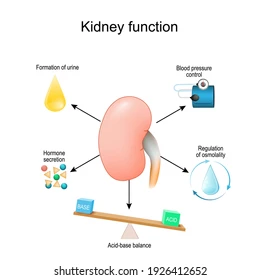 Kidney function
Formation of urine
Blood pressure
control
Hormone
secretion
Regulation
of osmolality
BASE
ACID
Acid-base balance
shutterstock.com · 1926412652